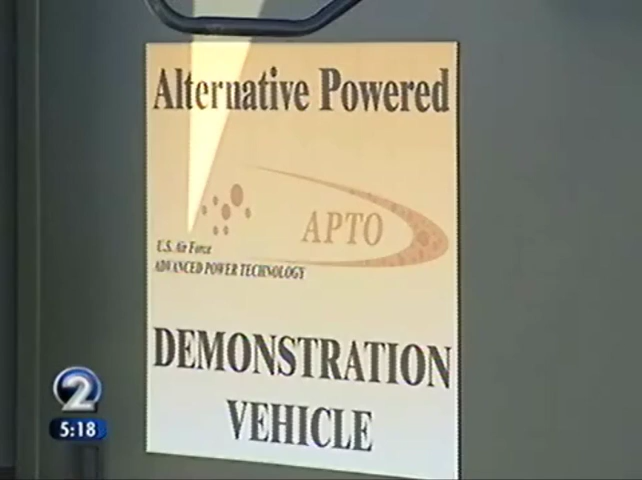 Alternative Powered
APTO
U.S. Air Force
ADVANCED POWER TECHNOLOGY
DEMONSTRATION
VEHICLE
2
5:18